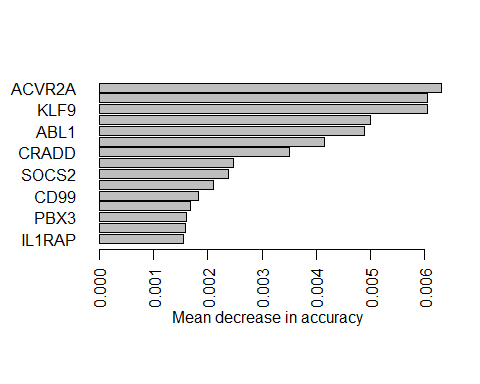 ACVR2A
KLF9
ABL1
CRADD
SOCS2
CD99
PBX3
IL1RAP
0.000
0.001
0.002
0.003
0.004
0.005
0.006
Mean decrease in accuracy